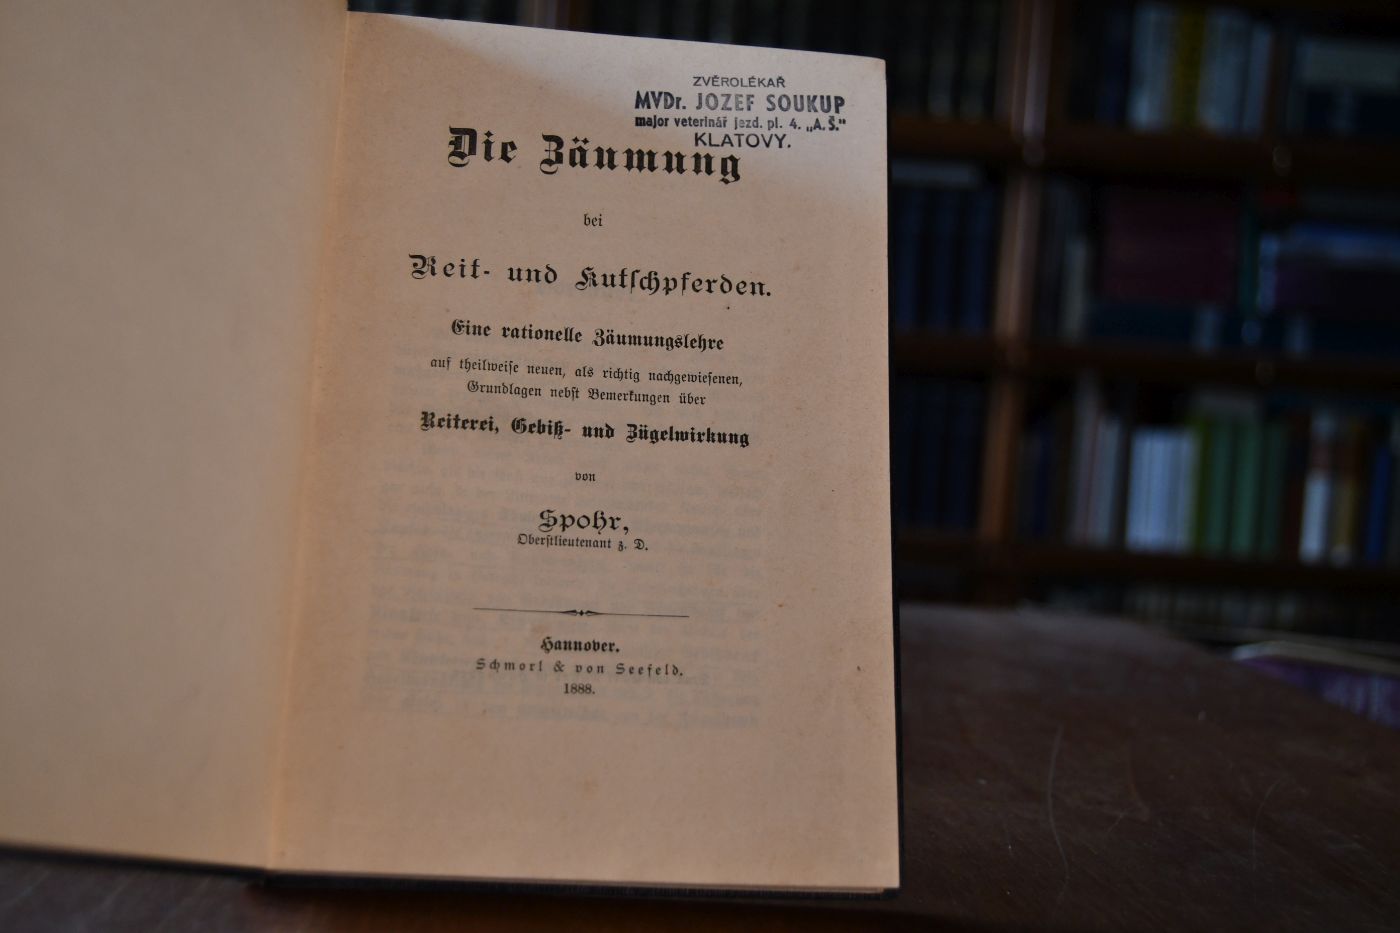 ZVĚROLÉKAŘ
MVDr. JOZEF SOUKUP
major veterinář jezd. pl. 4. „A. Š."
KLATOVY.
Die Zäumung
bei
Reit- und Kutſchpferden.
Eine rationelle Zäumungslehre
auf theilweiſe neuen, als richtig nachgewieſenen,
Grundlagen nebſt Bemerkungen über
Reiterei, Gebiß- und Zügelwirkung
von
Spohr,
Oberſtlieutenant z. D.
Hannover.
Schmorl & von Seefeld.
1888.